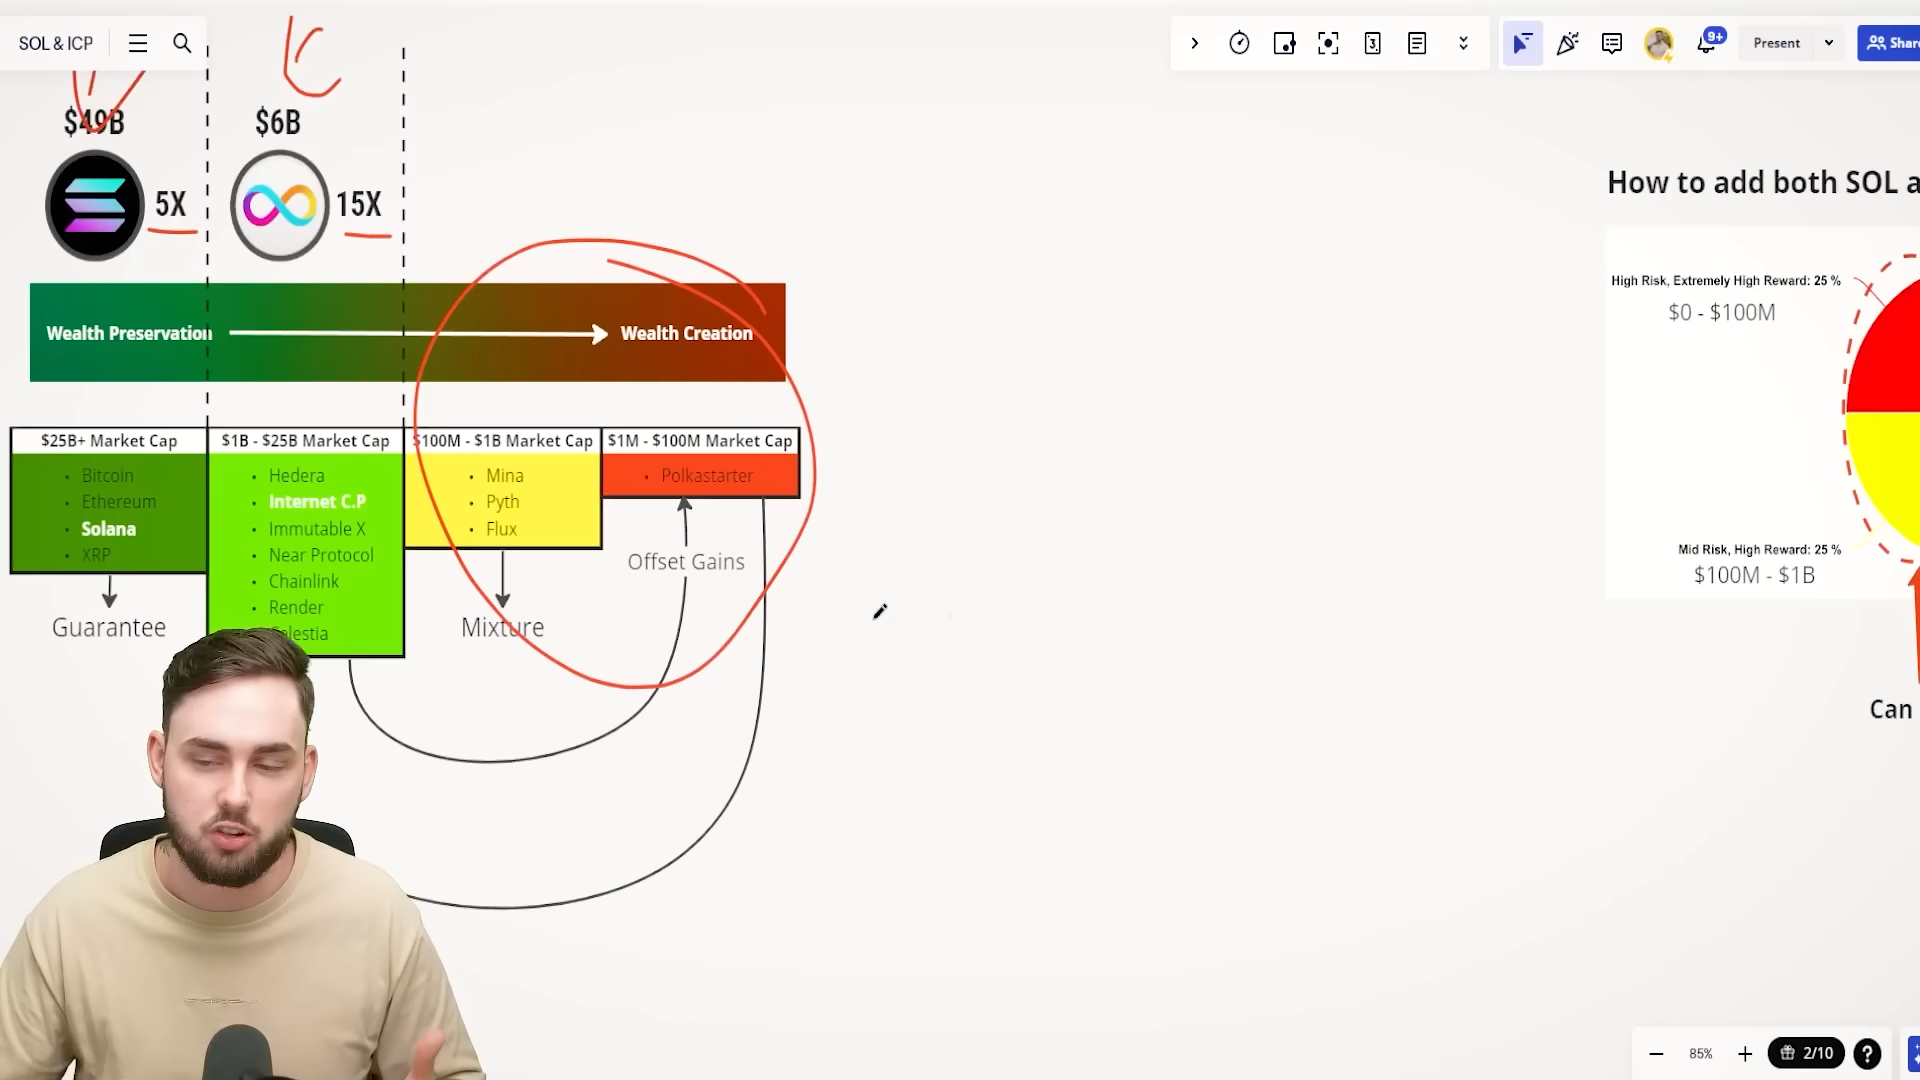 SOL & ICP
Present
Share
9+
$49B
$6B
5X
15X
Wealth Preservation
Wealth Creation
$25B+ Market Cap
$1B - $25B Market Cap
$100M - $1B Market Cap
$1M - $100M Market Cap
• Bitcoin
• Ethereum
• Solana
• XRP
• Hedera
• Internet C.P
• Immutable X
• Near Protocol
• Chainlink
• Render
Celestia
• Mina
• Pyth
• Flux
• Polkastarter
Guarantee
Mixture
Offset Gains
How to add both SOL a
High Risk, Extremely High Reward: 25 %
$0 - $100M
Mid Risk, High Reward: 25 %
$100M - $1B
Can
85%
2/10